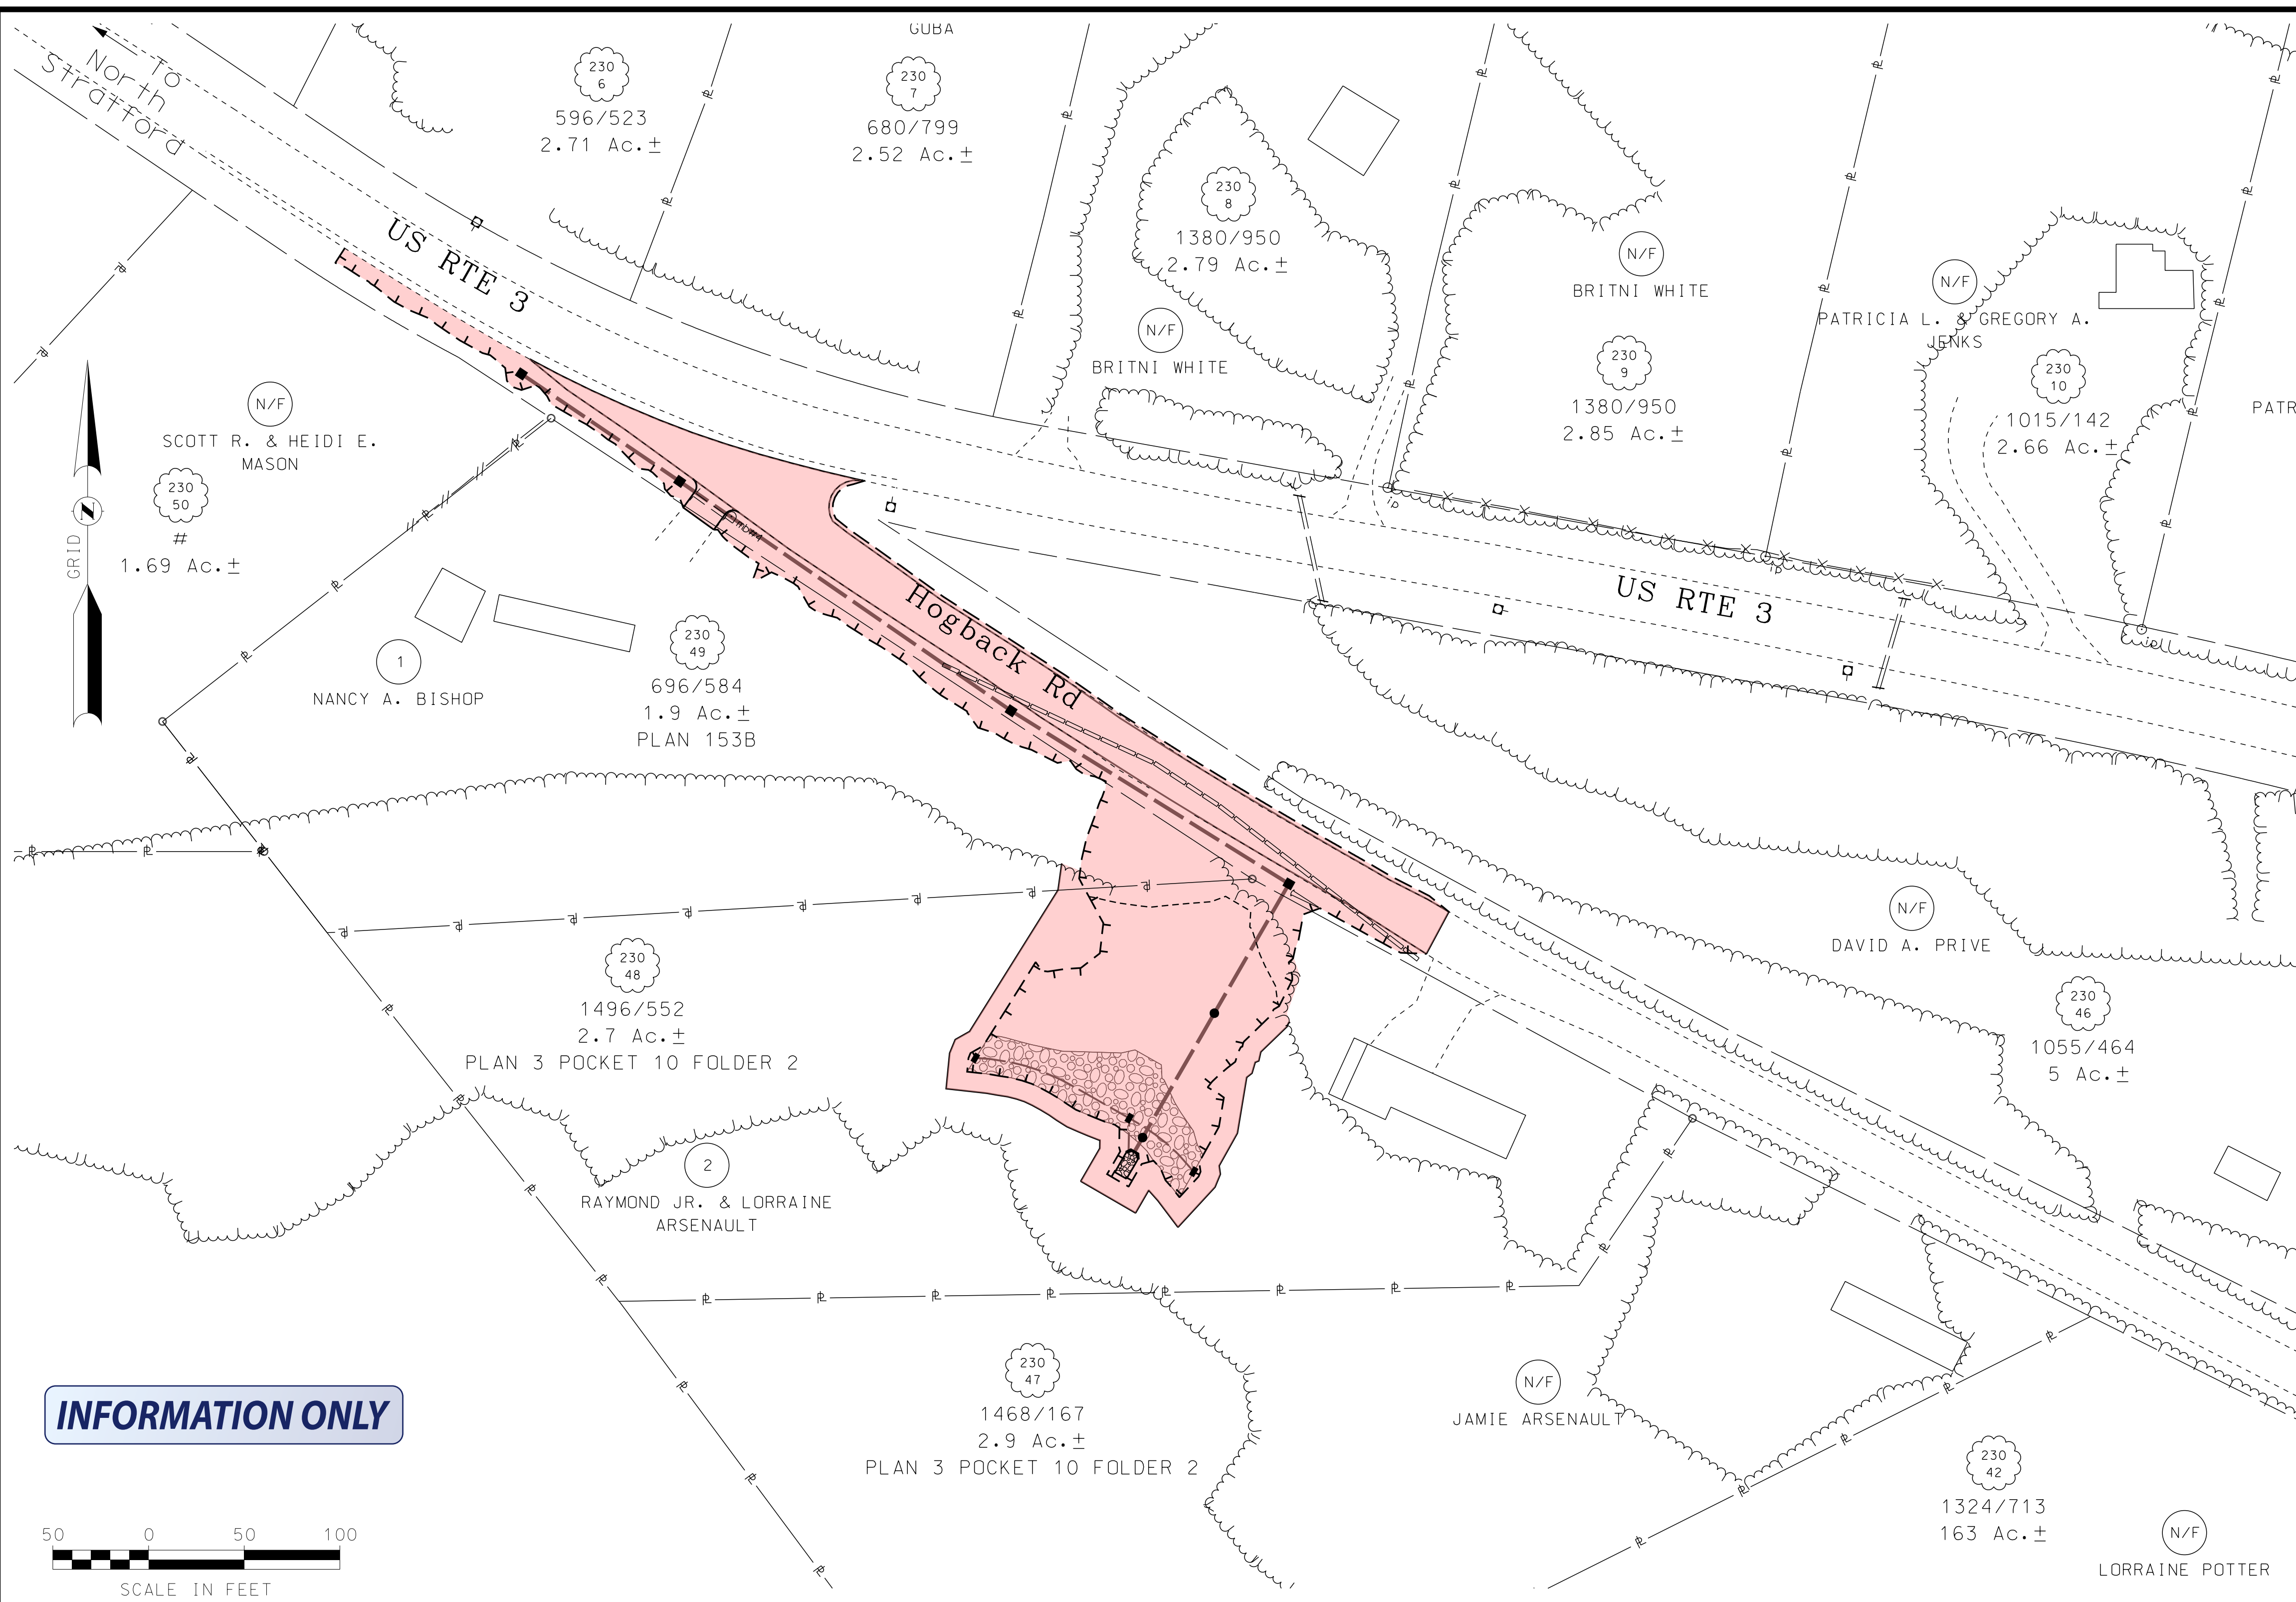 GUBA
To
North
Stratford
230
6
596/523
2.71 Ac.±
230
7
680/799
2.52 Ac.±
230
8
1380/950
2.79 Ac.±
N/F
BRITNI WHITE
N/F
BRITNI WHITE
230
9
1380/950
2.85 Ac.±
N/F
PATRICIA L. & GREGORY A.
JENKS
230
10
1015/142
2.66 Ac.±
PATR
US RTE 3
N/F
SCOTT R. & HEIDI E.
MASON
230
50
#
1.69 Ac.±
GRID
N
ip
ip
ip
US RTE 3
Hogback Rd
1
NANCY A. BISHOP
230
49
696/584
1.9 Ac.±
PLAN 153B
N/F
DAVID A. PRIVE
230
46
1055/464
5 Ac.±
230
48
1496/552
2.7 Ac.±
PLAN 3 POCKET 10 FOLDER 2
2
RAYMOND JR. & LORRAINE
ARSENAULT
230
47
1468/167
2.9 Ac.±
PLAN 3 POCKET 10 FOLDER 2
N/F
JAMIE ARSENAULT
230
42
1324/713
163 Ac.±
N/F
LORRAINE POTTER
INFORMATION ONLY
50 0 50 100
SCALE IN FEET